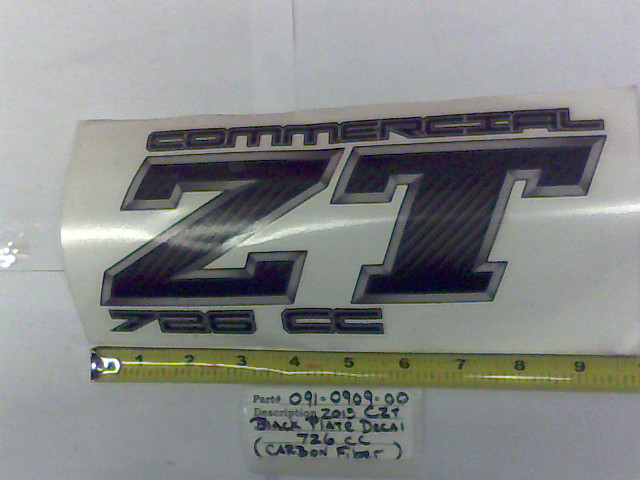 COMMERCIAL
ZT
726 CC
1 2 3 4 5 6 7 8 9
Part# 091-0909-00
Description 2015 CZT
Black Plate Decal
726 cc
(CARBON Fiber)